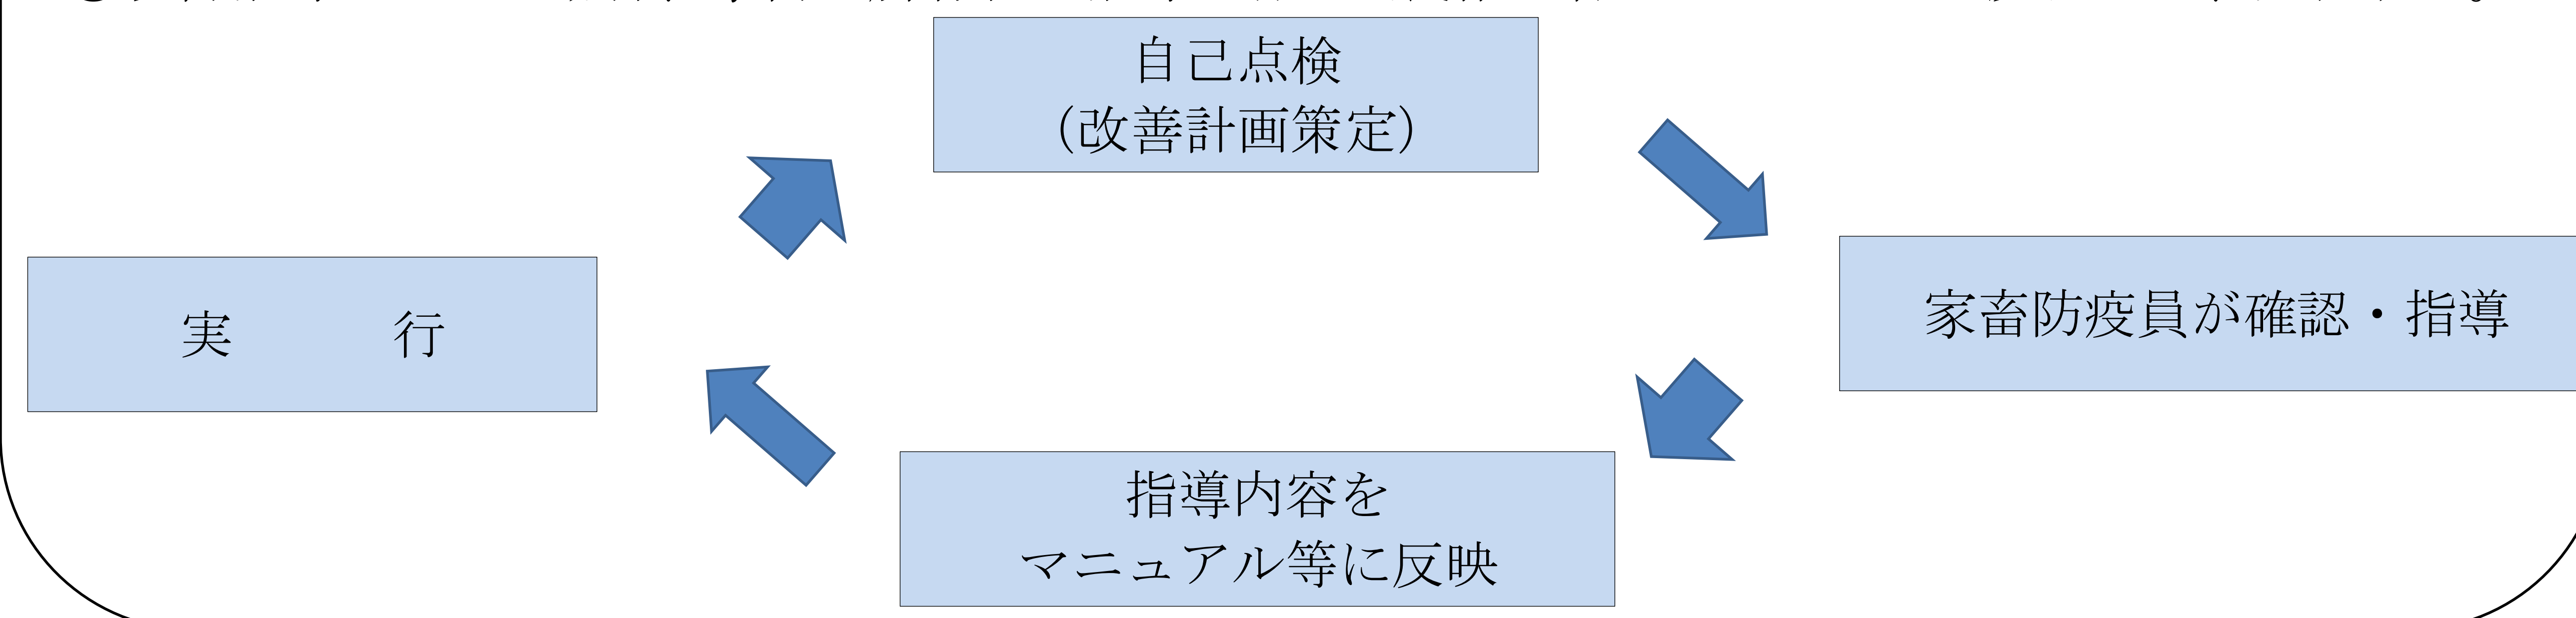 自己点検
（改善計画策定）
実　　　行
家畜防疫員が確認・指導
指導内容を
マニュアル等に反映